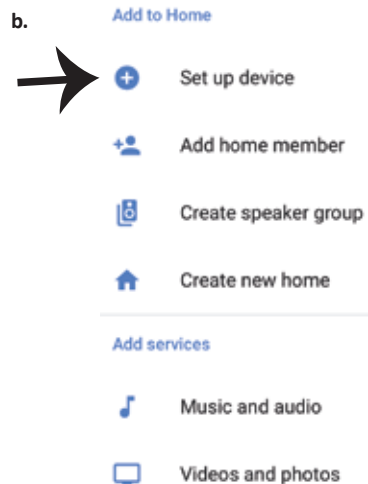 b.
Add to Home
Set up device
Add home member
Create speaker group
Create new home
Add services
Music and audio
Videos and photos